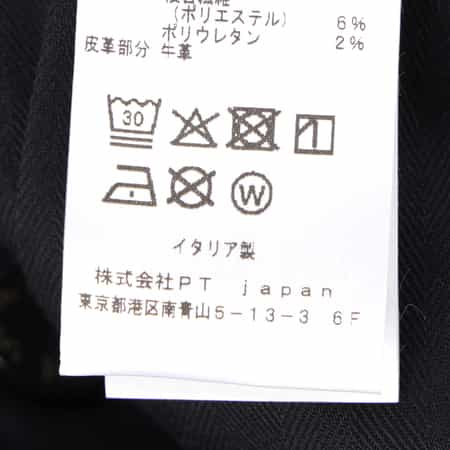 （ポリエステル） 6%
ポリウレタン 2%
皮革部分 牛革
30
W
イタリア製
株式会社PT japan
東京都港区南青山5-13-3 6F